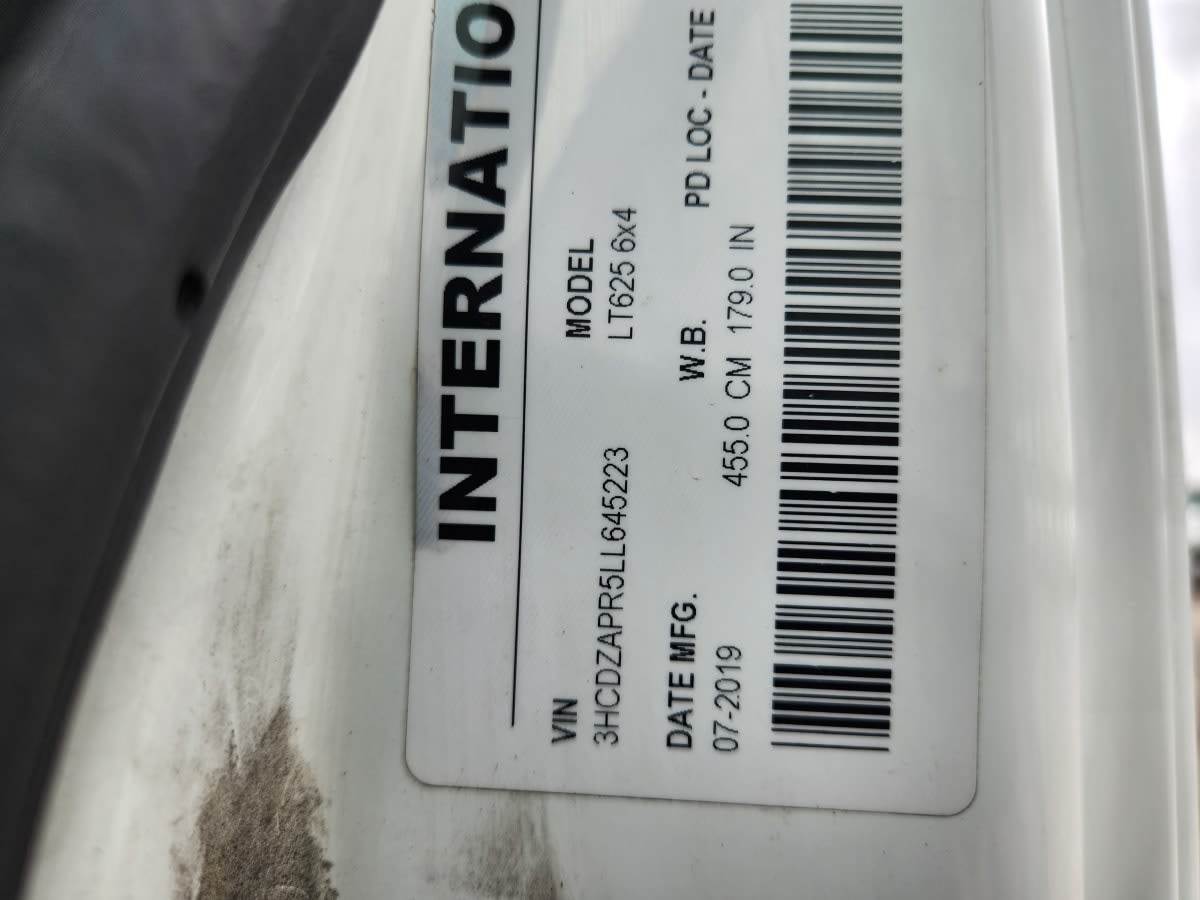 INTERNATIO
VIN
3HCDZAPR5LL645223
MODEL
LT625 6x4
DATE MFG.
07-2019
W.B.
455.0 CM 179.0 IN
PD LOC - DATE